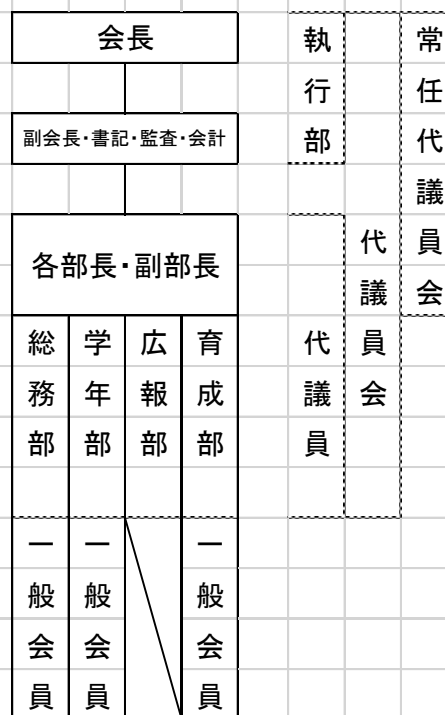 会長
副会長・書記・監査・会計
各部長・副部長
総務部
学年部
広報部
育成部
一般会員
一般会員
一般会員
執行部
代議員
代議員会
常任代議員会